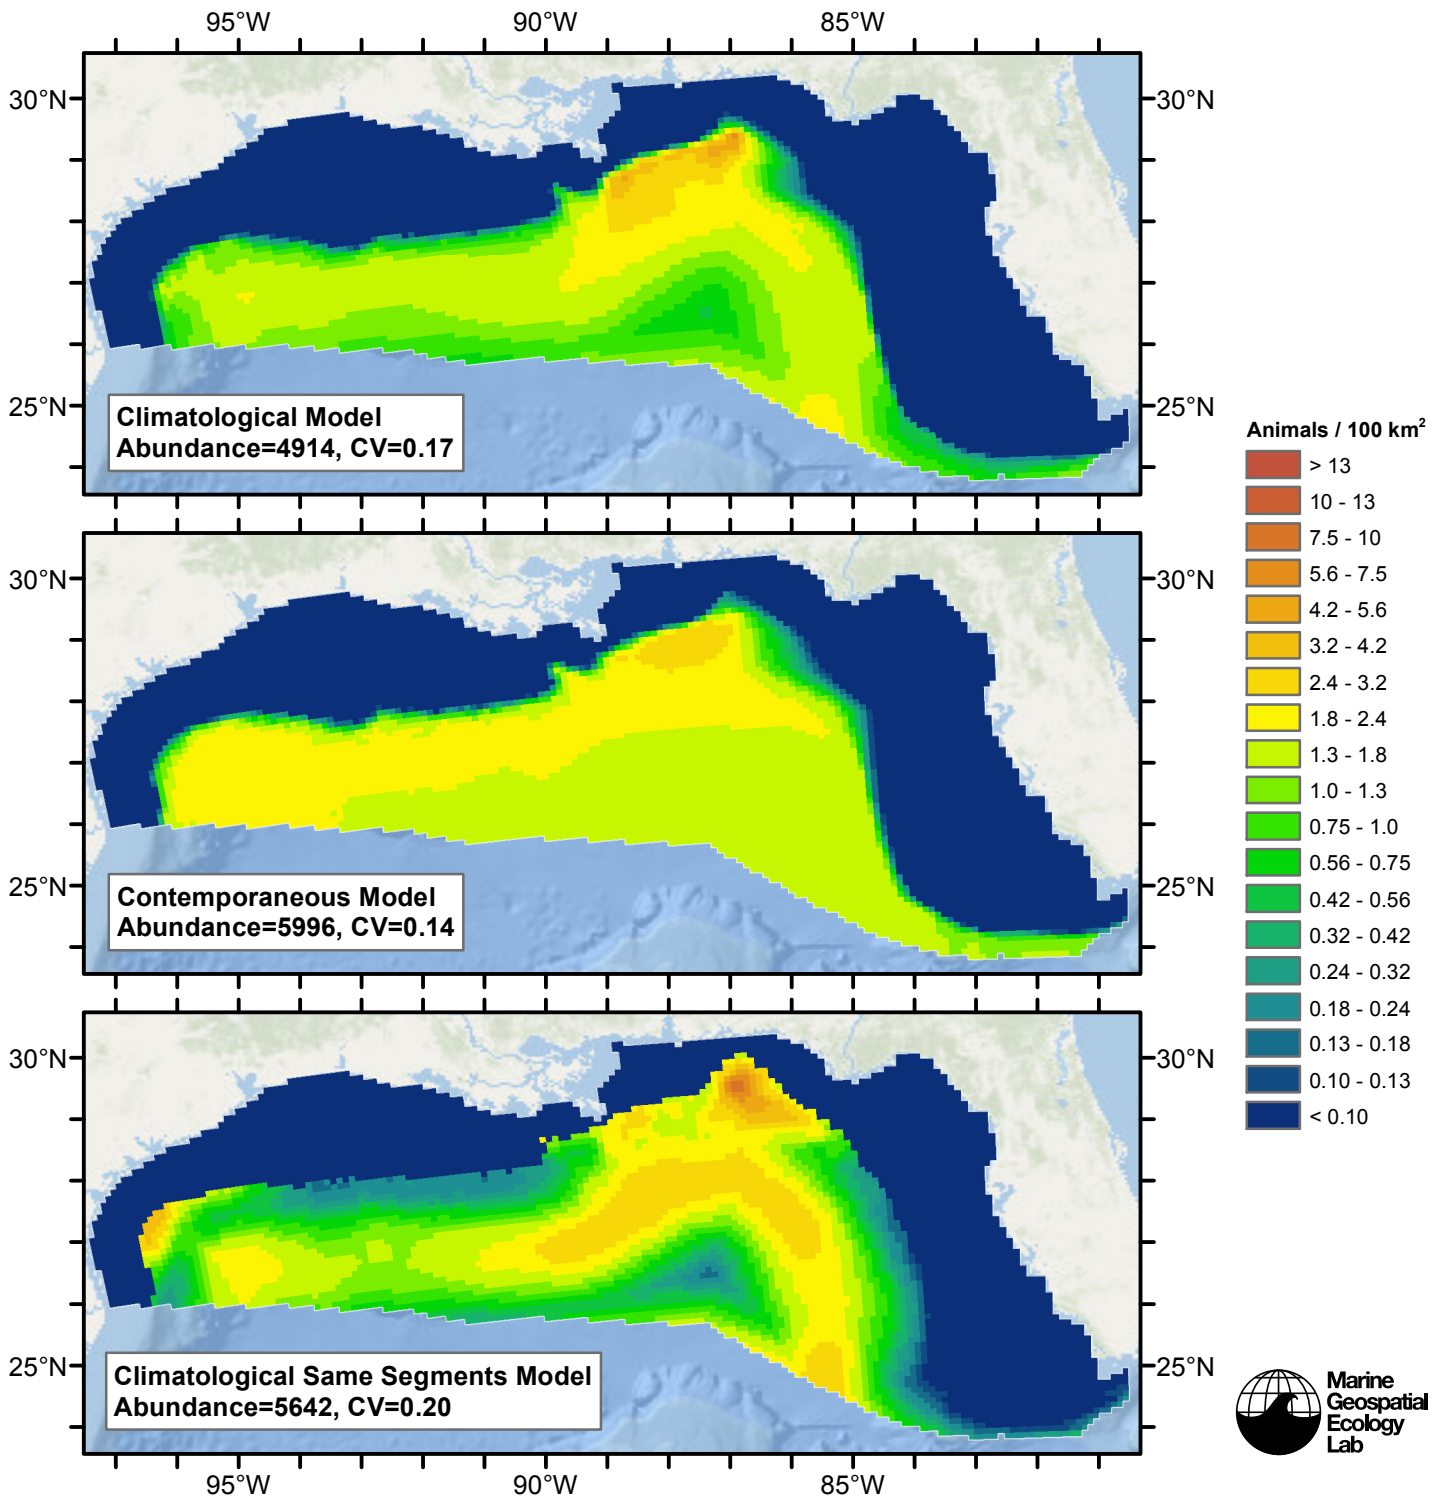 95°W 90°W 85°W
30°N 30°N
25°N 25°N
Climatological Model
Abundance=4914, CV=0.17
30°N 30°N
25°N 25°N
Contemporaneous Model
Abundance=5996, CV=0.14
30°N 30°N
25°N 25°N
Climatological Same Segments Model
Abundance=5642, CV=0.20
95°W 90°W 85°W
Animals / 100 km²
> 13
10 - 13
7.5 - 10
5.6 - 7.5
4.2 - 5.6
3.2 - 4.2
2.4 - 3.2
1.8 - 2.4
1.3 - 1.8
1.0 - 1.3
0.75 - 1.0
0.56 - 0.75
0.42 - 0.56
0.32 - 0.42
0.24 - 0.32
0.18 - 0.24
0.13 - 0.18
0.10 - 0.13
< 0.10
Marine
Geospatial
Ecology
Lab